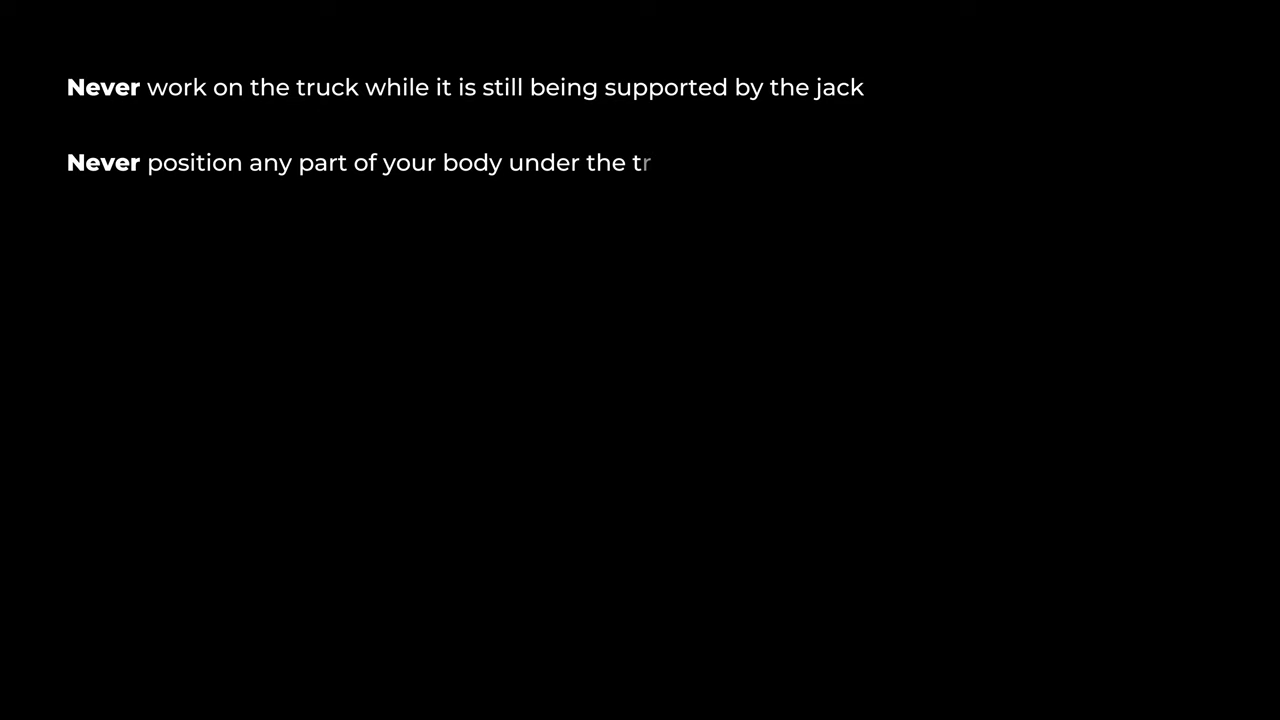 Never work on the truck while it is still being supported by the jack
Never position any part of your body under the tr